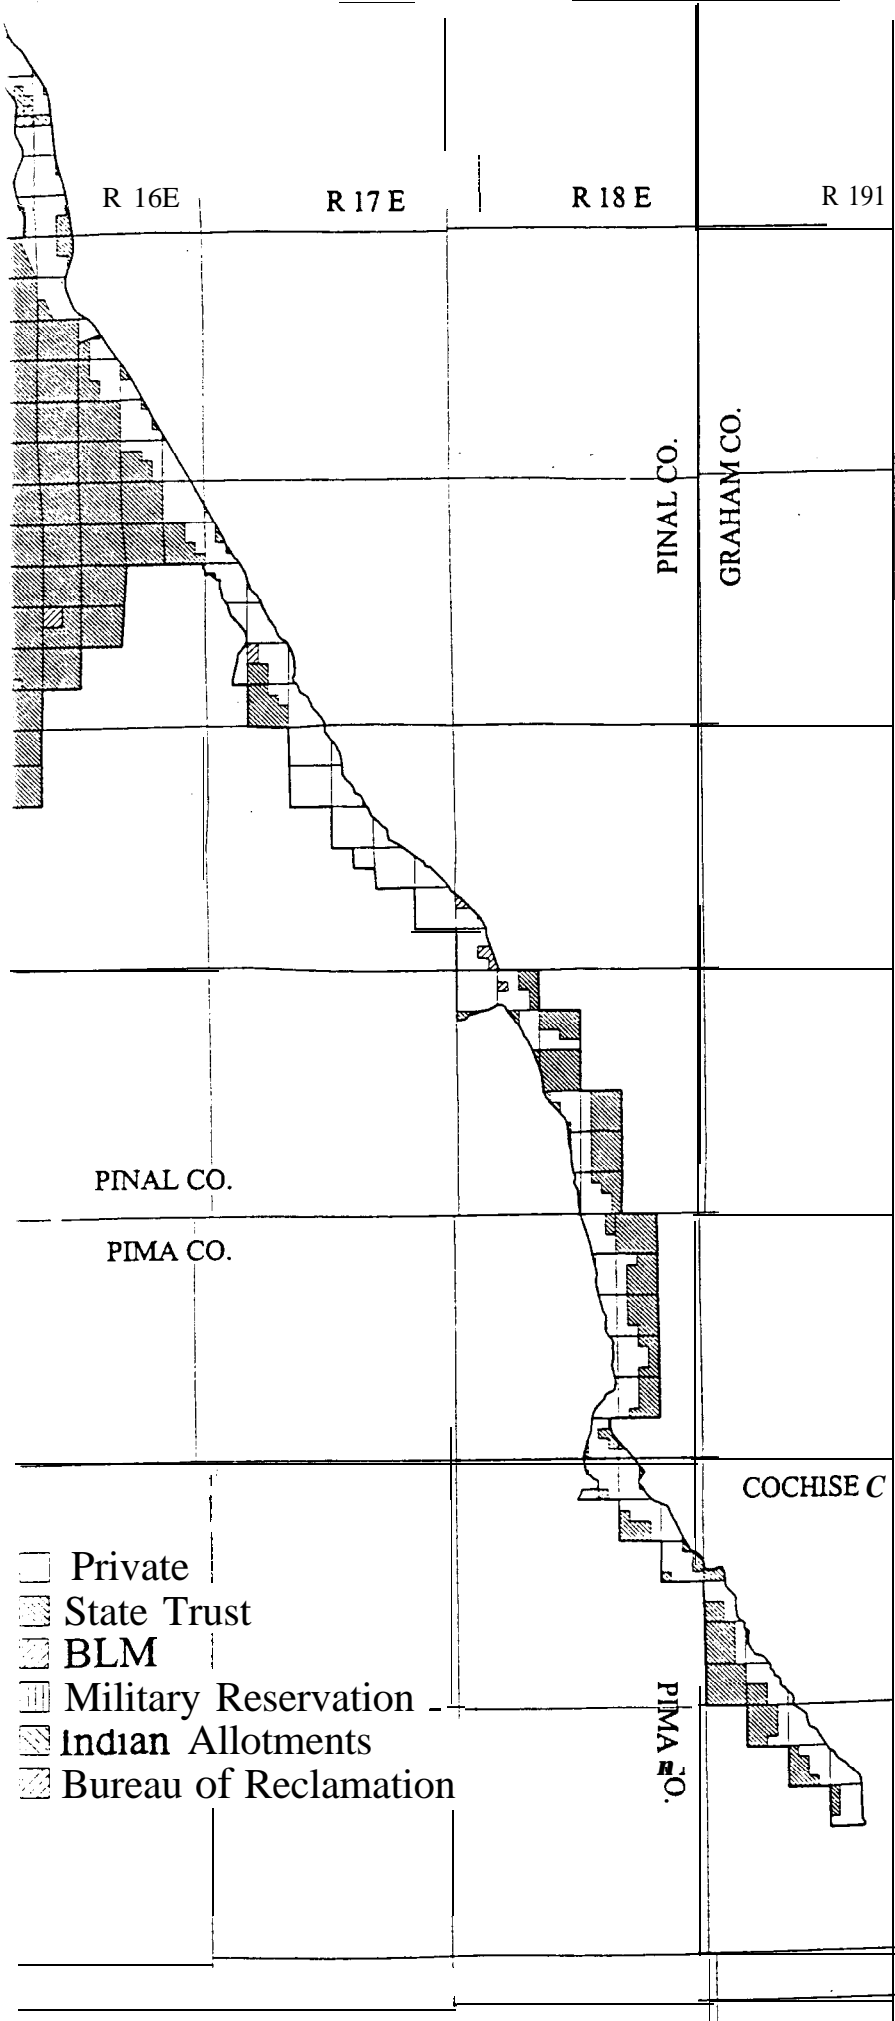 R 16E R 17 E R 18 E R 191
PINAL CO.
GRAHAM CO.
PINAL CO.
PIMA CO.
COCHISE C
Private
State Trust
BLM
Military Reservation
Indian Allotments
Bureau of Reclamation
PIMA
O.